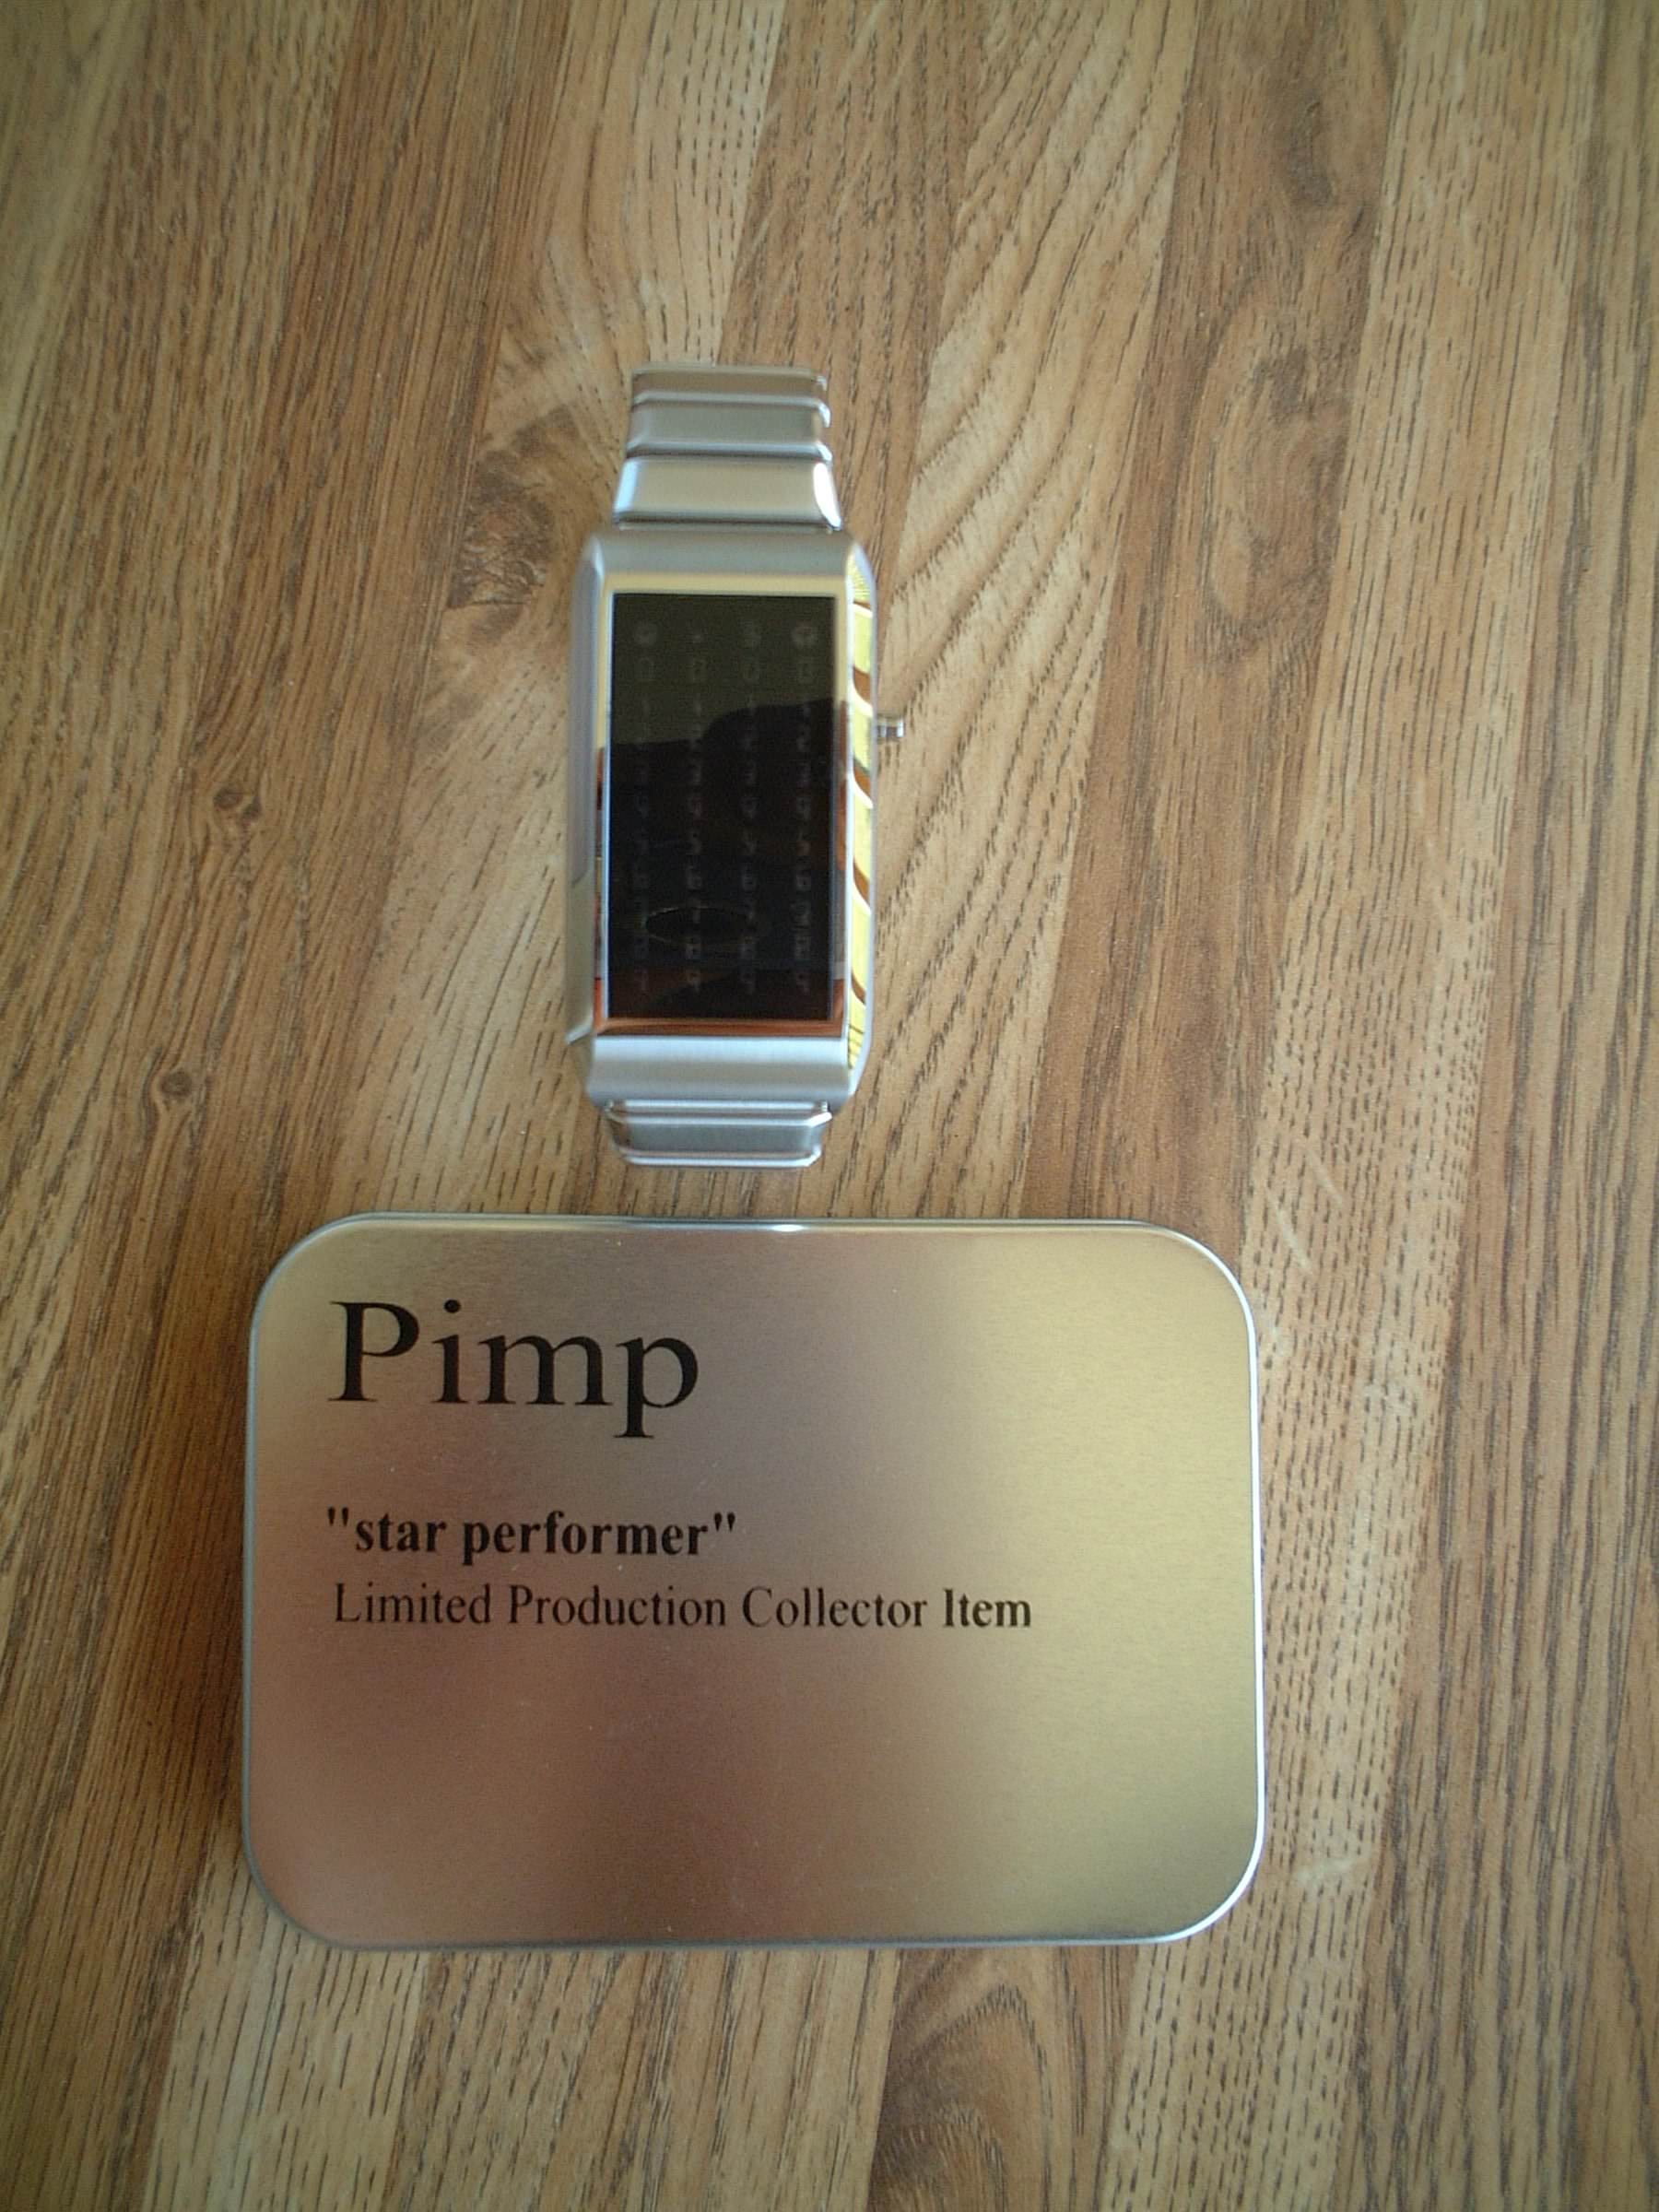 Pimp
"star performer"
Limited Production Collector Item